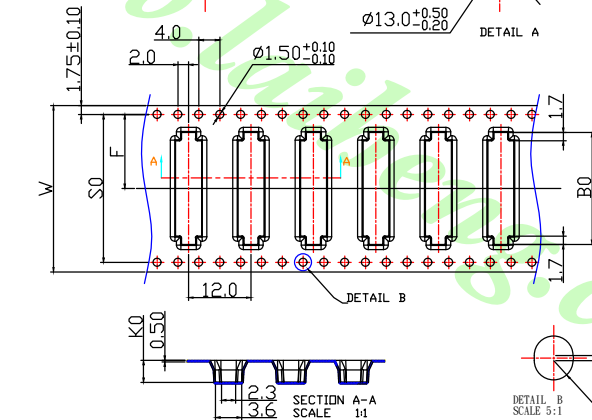 Ø13.0 +0.50 -0.20
DETAIL A
1.75±0.10
4.0
2.0
Ø1.50 +0.10 -0.10
1.7
A
A
W
S0
F
B0
1.7
12.0
DETAIL B
K0
0.50
2.3
3.6
SECTION A-A
SCALE 1:1
DETAIL B
SCALE 5:1
.laiheng.c